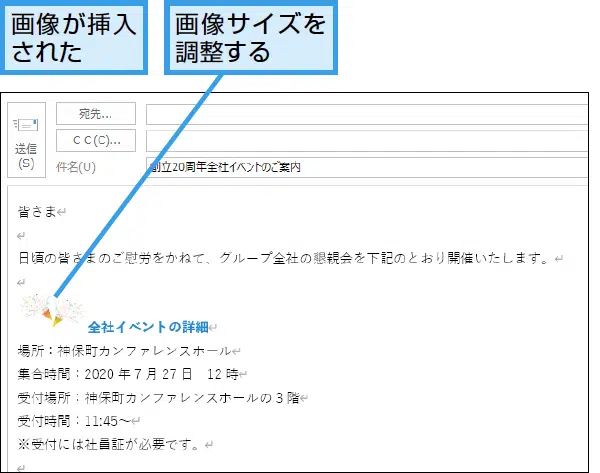 画像が挿入
された
画像サイズを
調整する
宛先...
送信
(S)
ＣＣ(C)...
件名(U)
創立20周年全社イベントのご案内
皆さま↵
↵
日頃の皆さまのご慰労をかねて、グループ全社の懇親会を下記のとおり開催いたします。↵
↵
全社イベントの詳細↵
場所：神保町カンファレンスホール↵
集合時間：2020 年７月 27 日　12 時↵
受付場所：神保町カンファレンスホールの３階↵
受付時間：11:45～↵
※受付には社員証が必要です。↵
↵